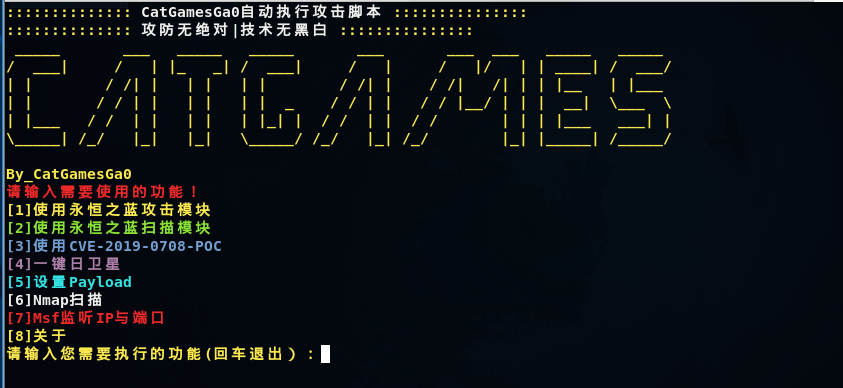 :::::::::::::: CatGamesGa0自动执行攻击脚本 :::::::::::::::
:::::::::::::: 攻防无绝对|技术无黑白 :::::::::::::::
CATGAMES
By_CatGamesGa0
请输入需要使用的功能！
[1]使用永恒之蓝攻击模块
[2]使用永恒之蓝扫描模块
[3]使用CVE-2019-0708-POC
[4]一键日卫星
[5]设置Payload
[6]Nmap扫描
[7]Msf监听IP与端口
[8]关于
请输入您需要执行的功能(回车退出）：